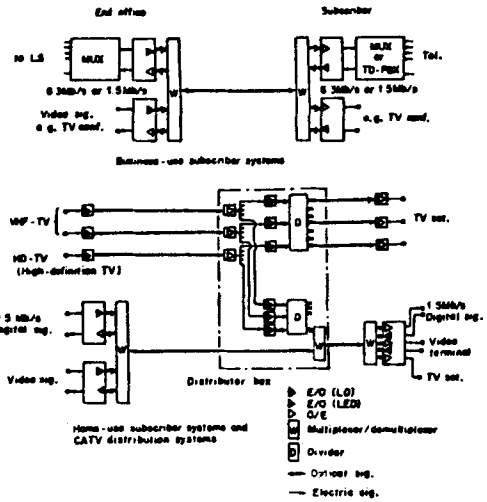 End office
Subscriber
to LS
MUX
W
W
MUX
or
TD-PBX
Tel.
6.3Mb/s or 1.5Mb/s
6.3Mb/s or 1.5Mb/s
Video sig.
e.g. TV conf.
e.g. TV conf.
Business-use subscriber systems
VHF-TV
D
D
D
D
D
TV set.
D
D
D
D
HD-TV
D
D
D
D
(High-definition TV)
D
1.5 Mb/s
Digital sig.
W
W
W
1.5Mb/s
Digital sig.
Video
terminal
Video sig.
Distributor box
TV set.
E/O (LD)
E/O (LED)
O/E
Home-use subscriber systems and
CATV distribution systems
W Multiplexer/demultiplexer
D Divider
Optical sig.
Electric sig.